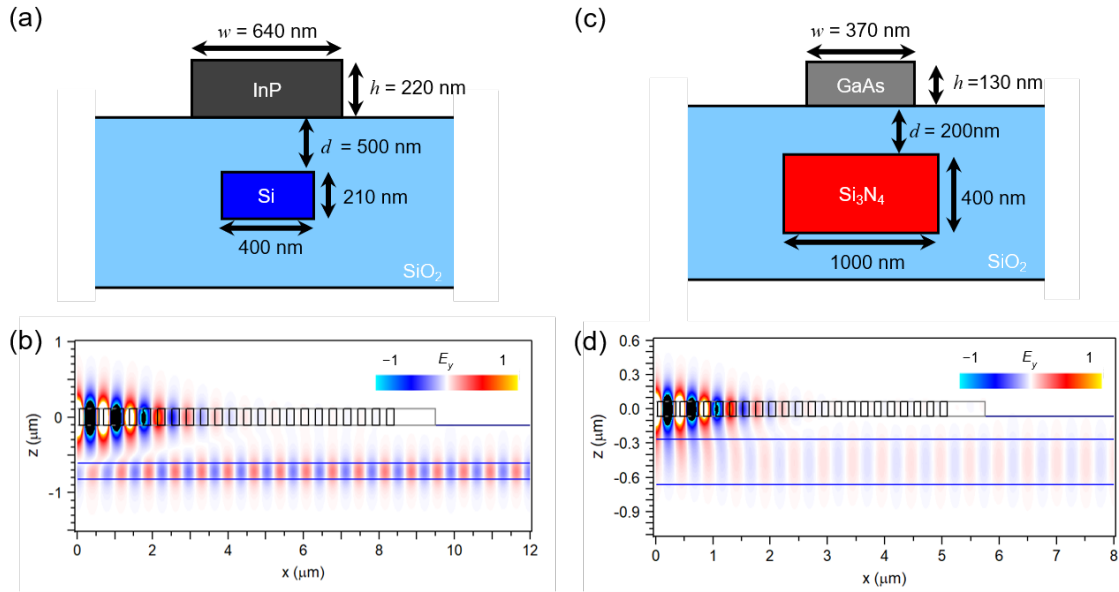 (a)
w = 640 nm
InP
h = 220 nm
d = 500 nm
Si
210 nm
400 nm
SiO₂
(c)
w = 370 nm
GaAs
h = 130 nm
d = 200nm
Si₃N₄
400 nm
1000 nm
SiO₂
(b)
−1 E_y 1
1
0
-1
z (μm)
0 2 4 6 8 10 12
x (μm)
(d)
−1 E_y 1
0.6
0.3
0.0
-0.3
-0.6
-0.9
z (μm)
0 1 2 3 4 5 6 7 8
x (μm)